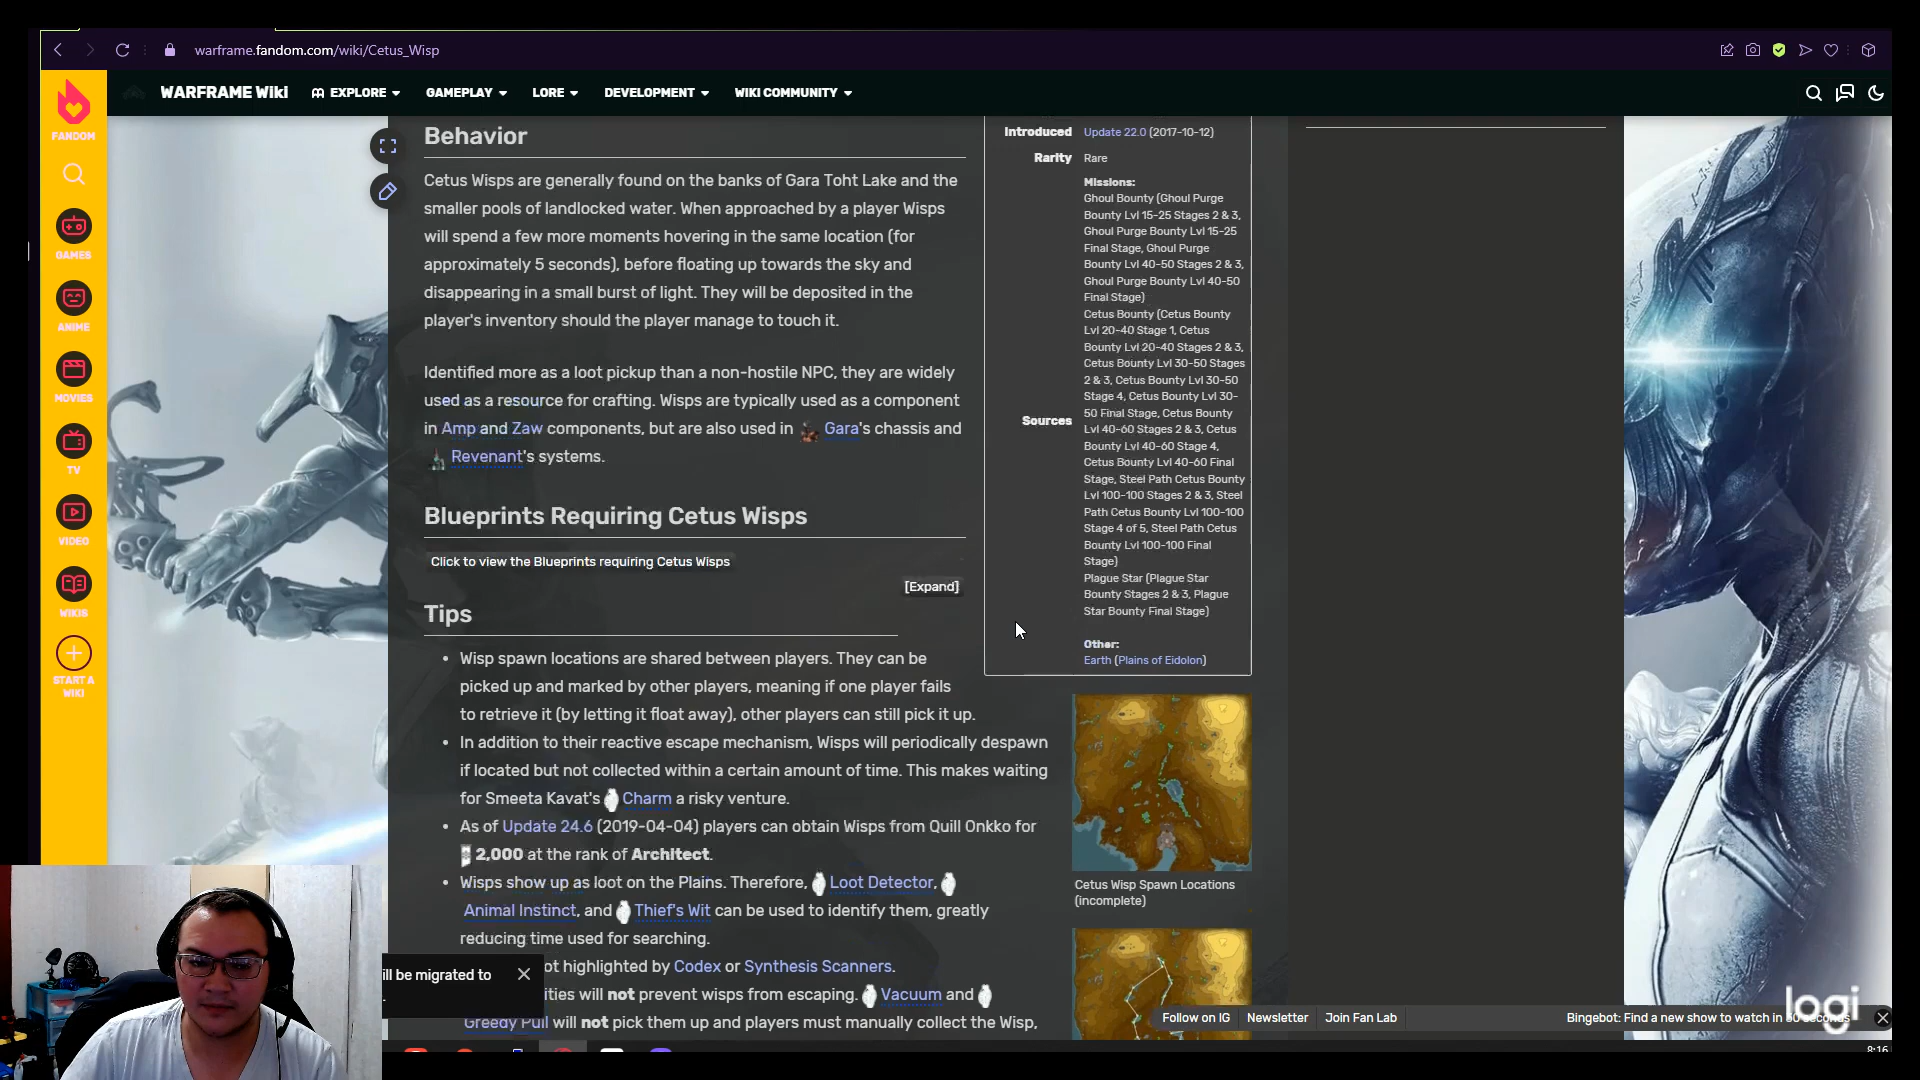 warframe.fandom.com/wiki/Cetus_Wisp
WARFRAME Wiki
EXPLORE
GAMEPLAY
LORE
DEVELOPMENT
WIKI COMMUNITY
FANDOM
GAMES
ANIME
MOVIES
TV
VIDEO
WIKIS
START A
WIKI
Behavior
Cetus Wisps are generally found on the banks of Gara Toht Lake and the
smaller pools of landlocked water. When approached by a player Wisps
will spend a few more moments hovering in the same location (for
approximately 5 seconds), before floating up towards the sky and
disappearing in a small burst of light. They will be deposited in the
player's inventory should the player manage to touch it.
Identified more as a loot pickup than a non-hostile NPC, they are widely
used as a resource for crafting. Wisps are typically used as a component
in Amp and Zaw components, but are also used in Gara's chassis and
Revenant's systems.
Blueprints Requiring Cetus Wisps
Click to view the Blueprints requiring Cetus Wisps
[Expand]
Tips
• Wisp spawn locations are shared between players. They can be
picked up and marked by other players, meaning if one player fails
to retrieve it (by letting it float away), other players can still pick it up.
• In addition to their reactive escape mechanism, Wisps will periodically despawn
if located but not collected within a certain amount of time. This makes waiting
for Smeeta Kavat's Charm a risky venture.
• As of Update 24.6 (2019-04-04) players can obtain Wisps from Quill Onkko for
2,000 at the rank of Architect.
• Wisps show up as loot on the Plains. Therefore, Loot Detector,
Animal Instinct, and Thief's Wit can be used to identify them, greatly
reducing time used for searching.
ot highlighted by Codex or Synthesis Scanners.
ities will not prevent wisps from escaping. Vacuum and
Greedy Pull will not pick them up and players must manually collect the Wisp,
ill be migrated to
Introduced Update 22.0 (2017-10-12)
Rarity Rare
Sources
Missions:
Ghoul Bounty (Ghoul Purge
Bounty Lvl 15-25 Stages 2 & 3,
Ghoul Purge Bounty Lvl 15-25
Final Stage, Ghoul Purge
Bounty Lvl 40-50 Stages 2 & 3,
Ghoul Purge Bounty Lvl 40-50
Final Stage)
Cetus Bounty (Cetus Bounty
Lvl 20-40 Stage 1, Cetus
Bounty Lvl 20-40 Stages 2 & 3,
Cetus Bounty Lvl 30-50 Stages
2 & 3, Cetus Bounty Lvl 30-50
Stage 4, Cetus Bounty Lvl 30-
50 Final Stage, Cetus Bounty
Lvl 40-60 Stages 2 & 3, Cetus
Bounty Lvl 40-60 Stage 4,
Cetus Bounty Lvl 40-60 Final
Stage, Steel Path Cetus Bounty
Lvl 100-100 Stages 2 & 3, Steel
Path Cetus Bounty Lvl 100-100
Stage 4 of 5, Steel Path Cetus
Bounty Lvl 100-100 Final
Stage)
Plague Star (Plague Star
Bounty Stages 2 & 3, Plague
Star Bounty Final Stage)
Other:
Earth (Plains of Eidolon)
Cetus Wisp Spawn Locations
(incomplete)
Follow on IG
Newsletter
Join Fan Lab
Bingebot: Find a new show to watch in 30 seconds
logi
8:16